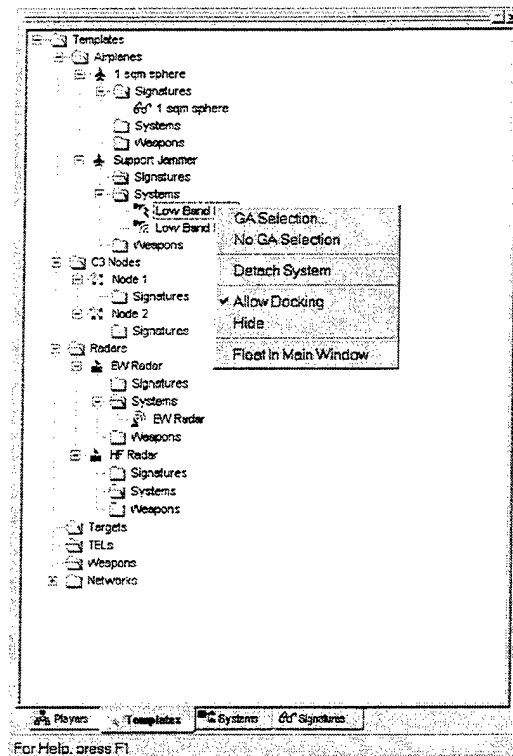 Templates
Airplanes
1 sqm sphere
Signatures
1 sqm sphere
Systems
Weapons
Support Jammer
Signatures
Systems
Low Band
Low Band
Weapons
C3 Nodes
Node 1
Signatures
Node 2
Signatures
Radars
EW Radar
Signatures
Systems
EW Radar
Weapons
HF Radar
Signatures
Systems
Weapons
Targets
TELs
Weapons
Networks
GA Selection...
No GA Selection
Detach System
Allow Docking
Hide
Float In Main Window
Players Templates Systems Signatures
For Help, press F1